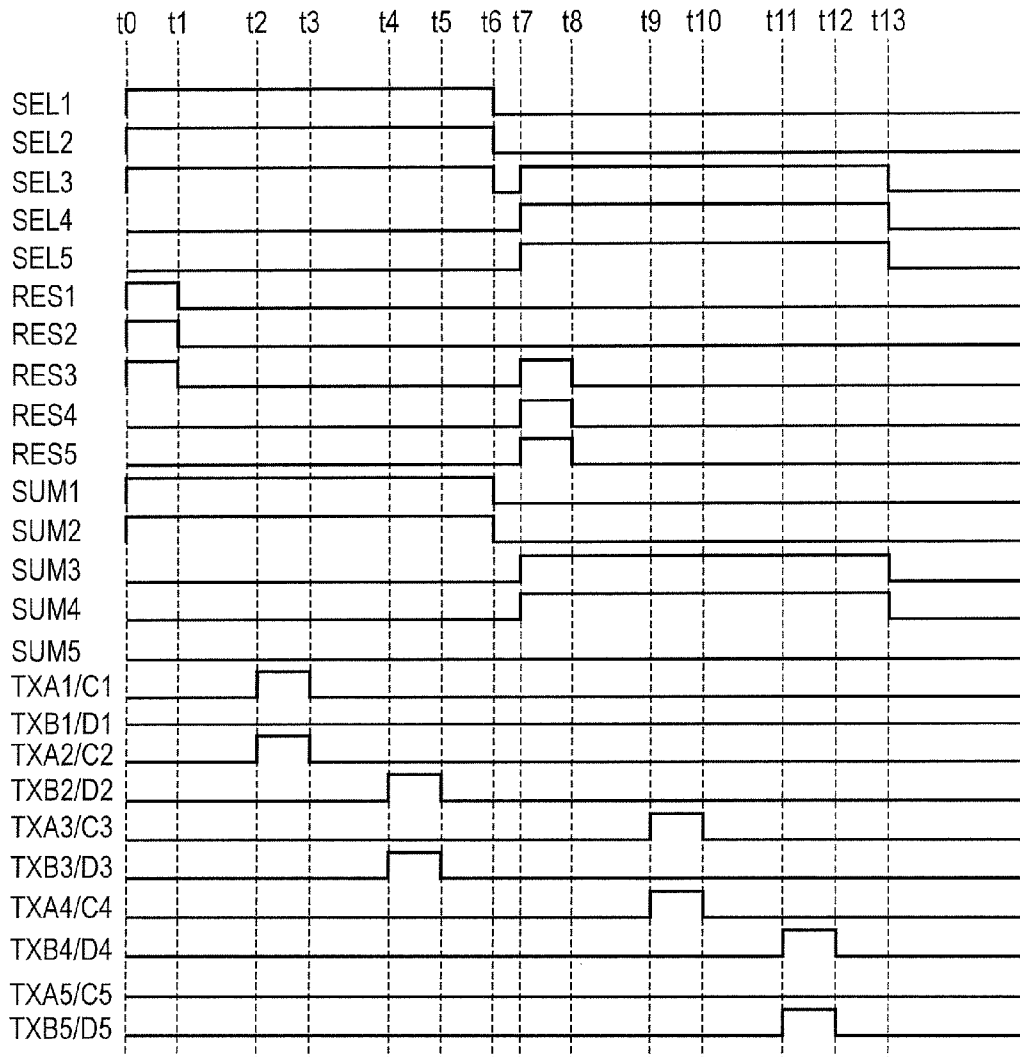 t0 t1 t2 t3 t4 t5 t6 t7 t8 t9 t10 t11 t12 t13
SEL1
SEL2
SEL3
SEL4
SEL5
RES1
RES2
RES3
RES4
RES5
SUM1
SUM2
SUM3
SUM4
SUM5
TXA1/C1
TXB1/D1
TXA2/C2
TXB2/D2
TXA3/C3
TXB3/D3
TXA4/C4
TXB4/D4
TXA5/C5
TXB5/D5